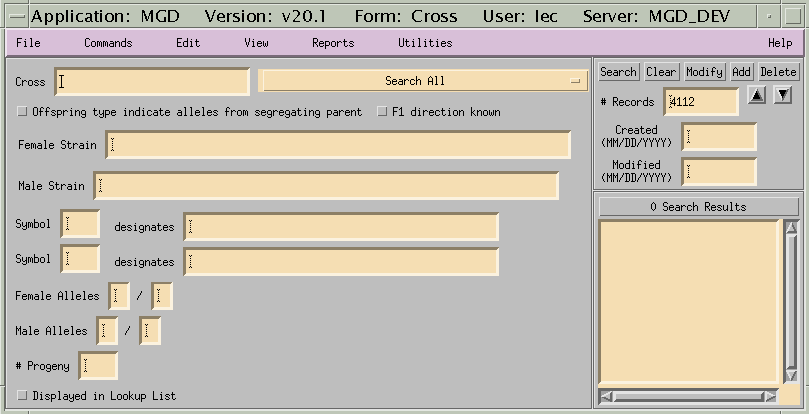 Application: MGD Version: v20.1 Form: Cross User: lec Server: MGD_DEV
File Commands Edit View Reports Utilities Help
Cross Search All
Offspring type indicate alleles from segregating parent F1 direction known
Female Strain
Male Strain
Symbol designates
Symbol designates
Female Alleles /
Male Alleles /
# Progeny
Displayed in Lookup List
Search Clear Modify Add Delete
# Records 4112
Created
(MM/DD/YYYY)
Modified
(MM/DD/YYYY)
0 Search Results